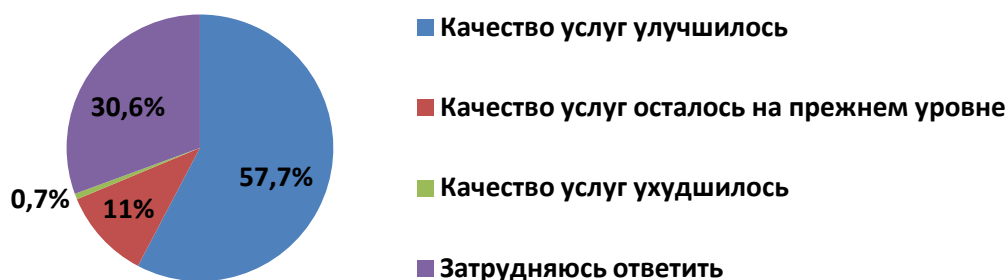 Качество услуг улучшилось
30,6%
Качество услуг осталось на прежнем уровне
57,7%
0,7%
Качество услуг ухудшилось
11%
Затрудняюсь ответить